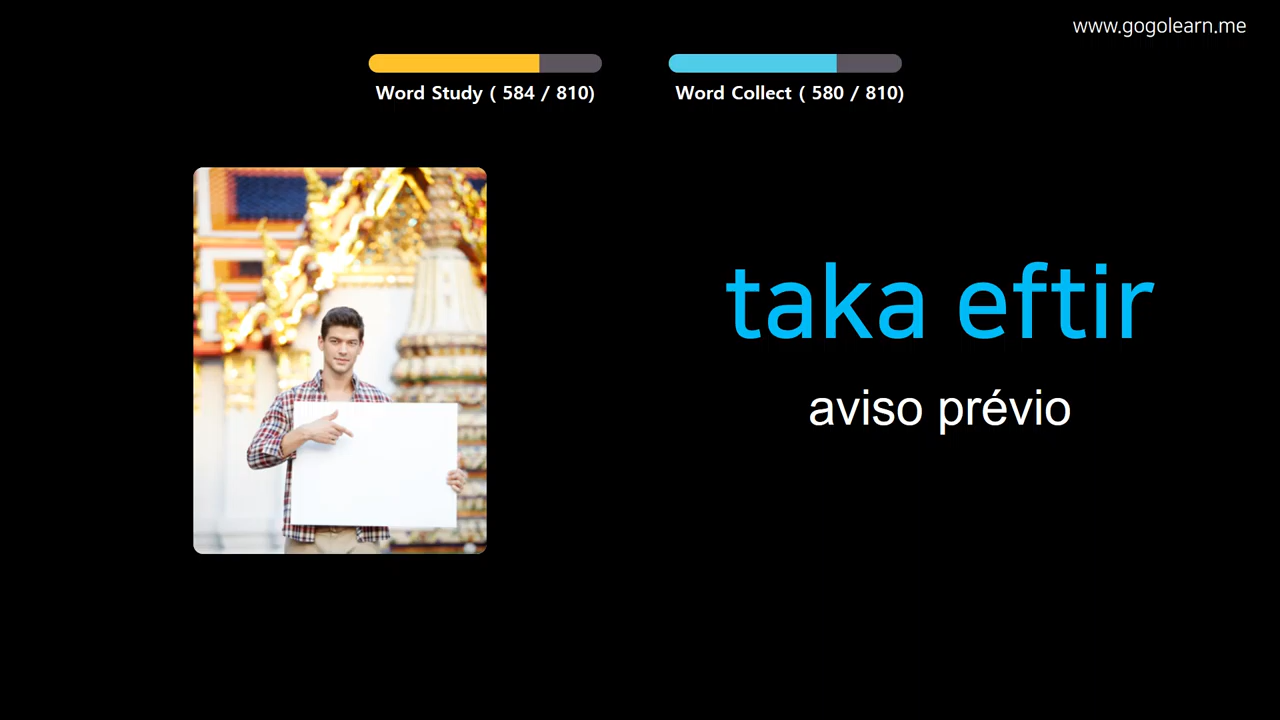 www.gogolearn.me
Word Study ( 584 / 810)
Word Collect ( 580 / 810)
taka eftir
aviso prévio